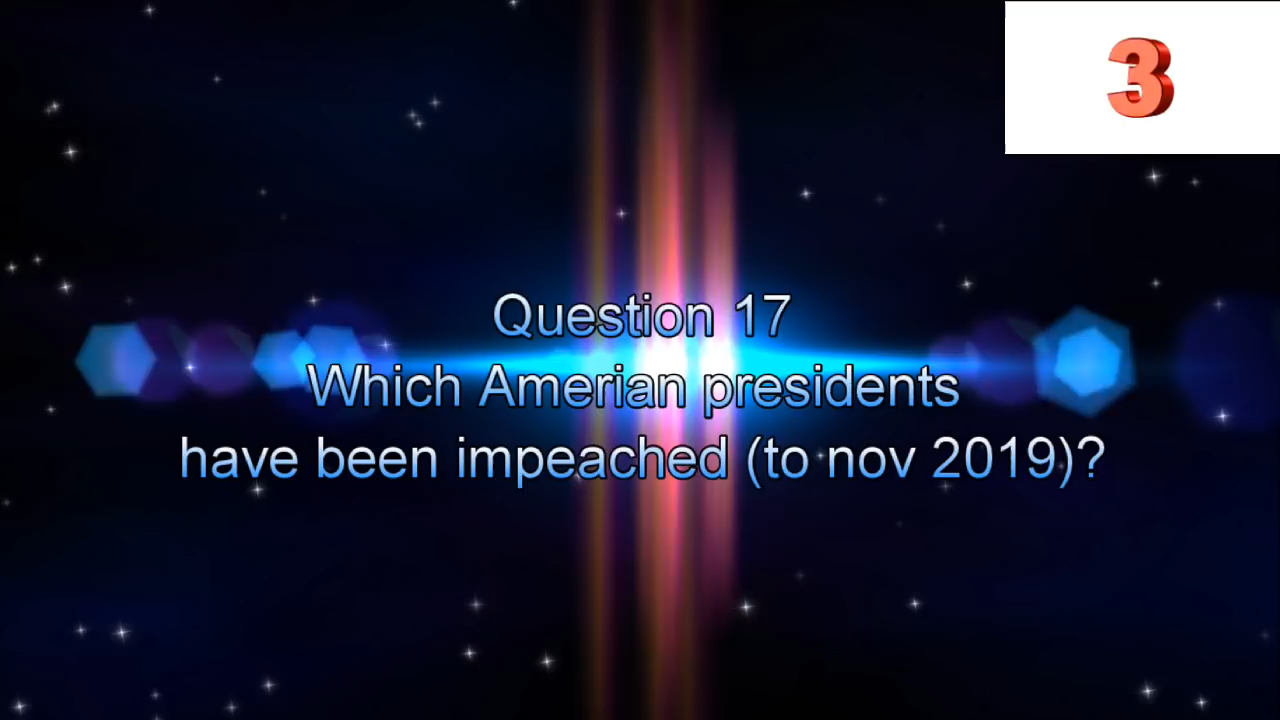 3
Question 17
Which Amerian presidents
have been impeached (to nov 2019)?